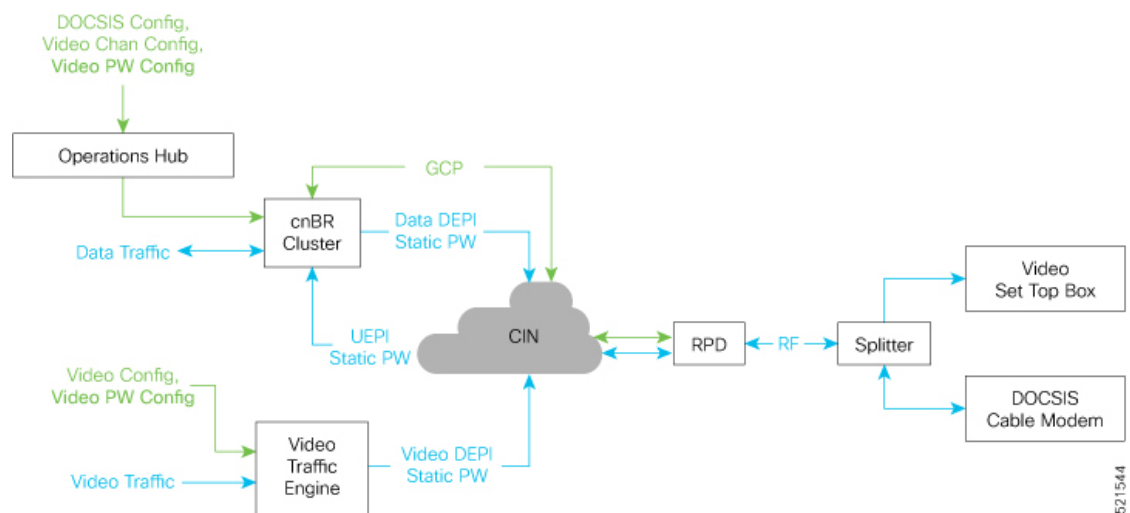 DOCSIS Config,
Video Chan Config,
Video PW Config
Operations Hub
GCP
cnBR
Cluster
Data DEPI
Static PW
Data Traffic
Video
Set Top Box
UEPI
Static PW
CIN
RPD
RF
Splitter
Video Config,
Video PW Config
DOCSIS
Cable Modem
Video
Traffic
Engine
Video DEPI
Static PW
Video Traffic
521544